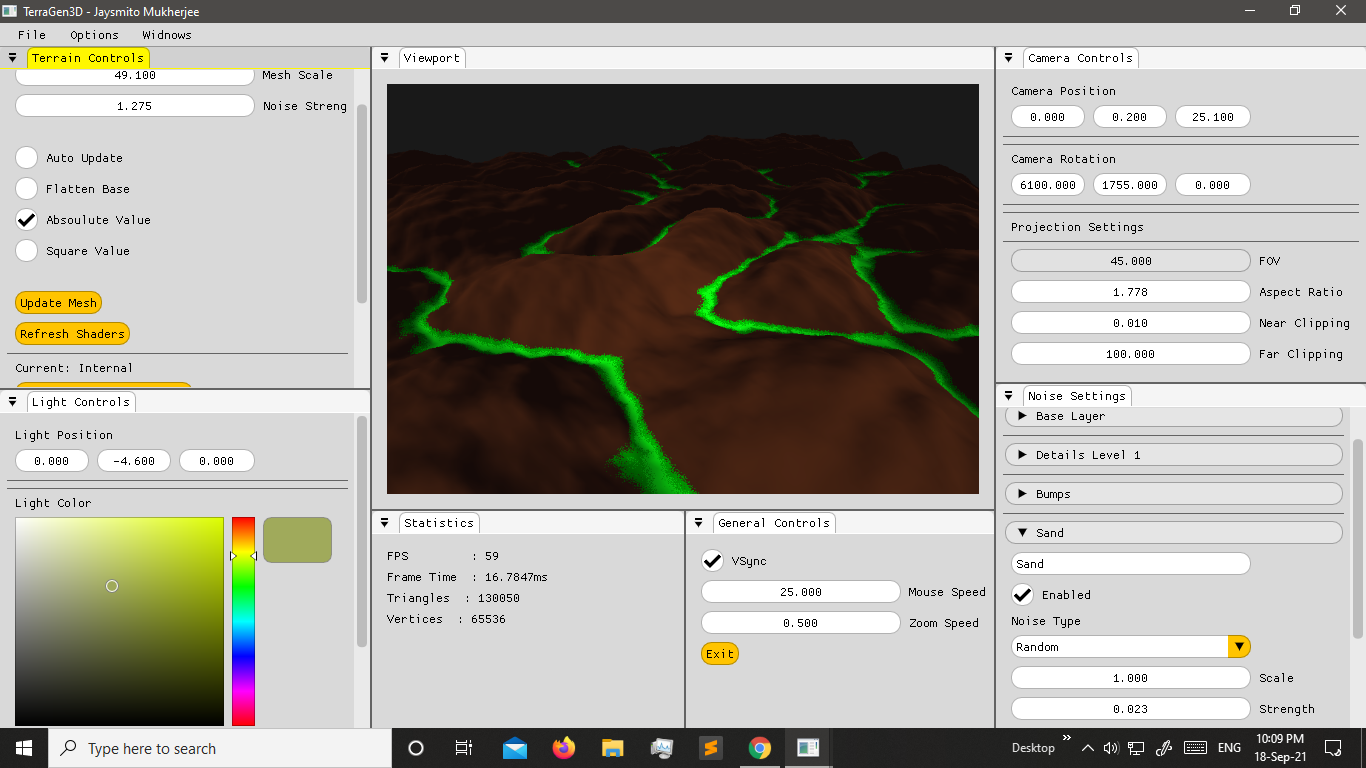 TerraGen3D - Jaysmito Mukherjee
File Options Widnows
Terrain Controls
49.100 Mesh Scale
1.275 Noise Streng
Auto Update
Flatten Base
Absoulute Value
Square Value
Update Mesh
Refresh Shaders
Current: Internal
Light Controls
Light Position
0.000 -4.600 0.000
Light Color
Viewport
Statistics
FPS : 59
Frame Time : 16.7847ms
Triangles : 130050
Vertices : 65536
General Controls
VSync
25.000 Mouse Speed
0.500 Zoom Speed
Exit
Camera Controls
Camera Position
0.000 0.200 25.100
Camera Rotation
6100.000 1755.000 0.000
Projection Settings
45.000 FOV
1.778 Aspect Ratio
0.010 Near Clipping
100.000 Far Clipping
Noise Settings
Base Layer
Details Level 1
Bumps
Sand
Sand
Enabled
Noise Type
Random
1.000 Scale
0.023 Strength
Type here to search
Desktop
ENG
10:09 PM
18-Sep-21